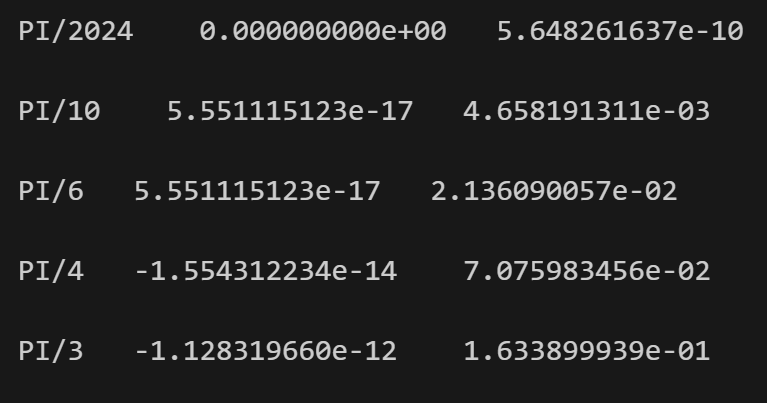 PI/2024    0.000000000e+00   5.648261637e-10
PI/10    5.551115123e-17   4.658191311e-03
PI/6   5.551115123e-17   2.136090057e-02
PI/4   -1.554312234e-14    7.075983456e-02
PI/3   -1.128319660e-12    1.633899939e-01